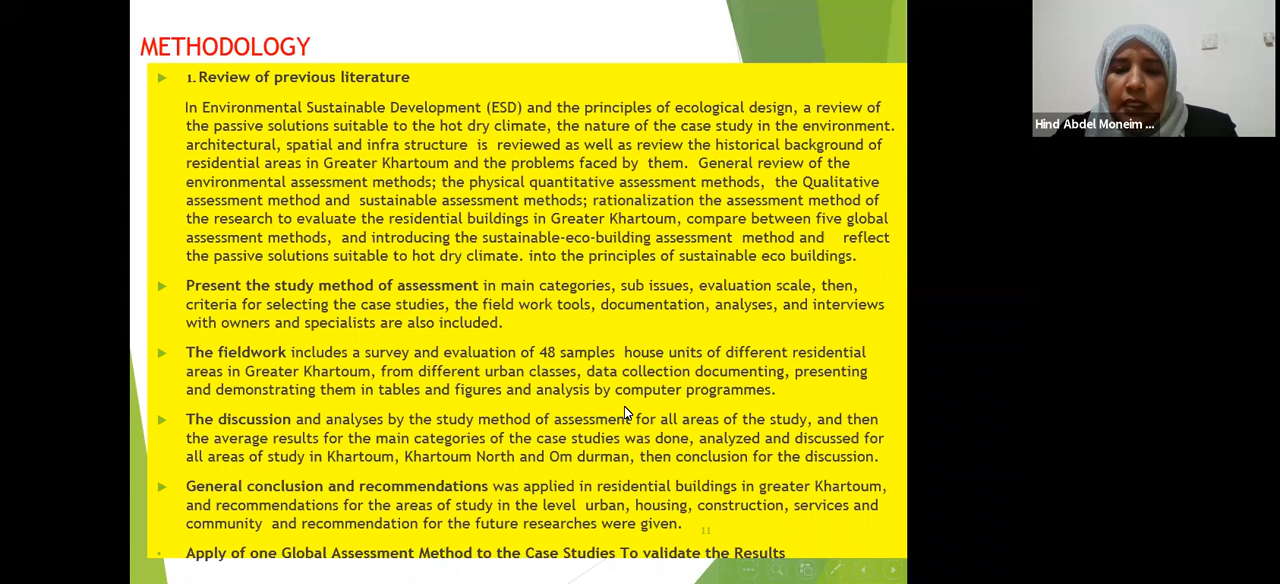 METHODOLOGY
1. Review of previous literature
In Environmental Sustainable Development (ESD) and the principles of ecological design, a review of
the passive solutions suitable to the hot dry climate, the nature of the case study in the environment.
architectural, spatial and infra structure is reviewed as well as review the historical background of
residential areas in Greater Khartoum and the problems faced by them. General review of the
environmental assessment methods; the physical quantitative assessment methods, the Qualitative
assessment method and sustainable assessment methods; rationalization the assessment method of
the research to evaluate the residential buildings in Greater Khartoum, compare between five global
assessment methods, and introducing the sustainable-eco-building assessment method and reflect
the passive solutions suitable to hot dry climate. into the principles of sustainable eco buildings.
Present the study method of assessment in main categories, sub issues, evaluation scale, then,
criteria for selecting the case studies, the field work tools, documentation, analyses, and interviews
with owners and specialists are also included.
The fieldwork includes a survey and evaluation of 48 samples house units of different residential
areas in Greater Khartoum, from different urban classes, data collection documenting, presenting
and demonstrating them in tables and figures and analysis by computer programmes.
The discussion and analyses by the study method of assessment for all areas of the study, and then
the average results for the main categories of the case studies was done, analyzed and discussed for
all areas of study in Khartoum, Khartoum North and Om durman, then conclusion for the discussion.
General conclusion and recommendations was applied in residential buildings in greater Khartoum,
and recommendations for the areas of study in the level urban, housing, construction, services and
community and recommendation for the future researches were given.
11
Apply of one Global Assessment Method to the Case Studies To validate the Results
Hind Abdel Moneim ...